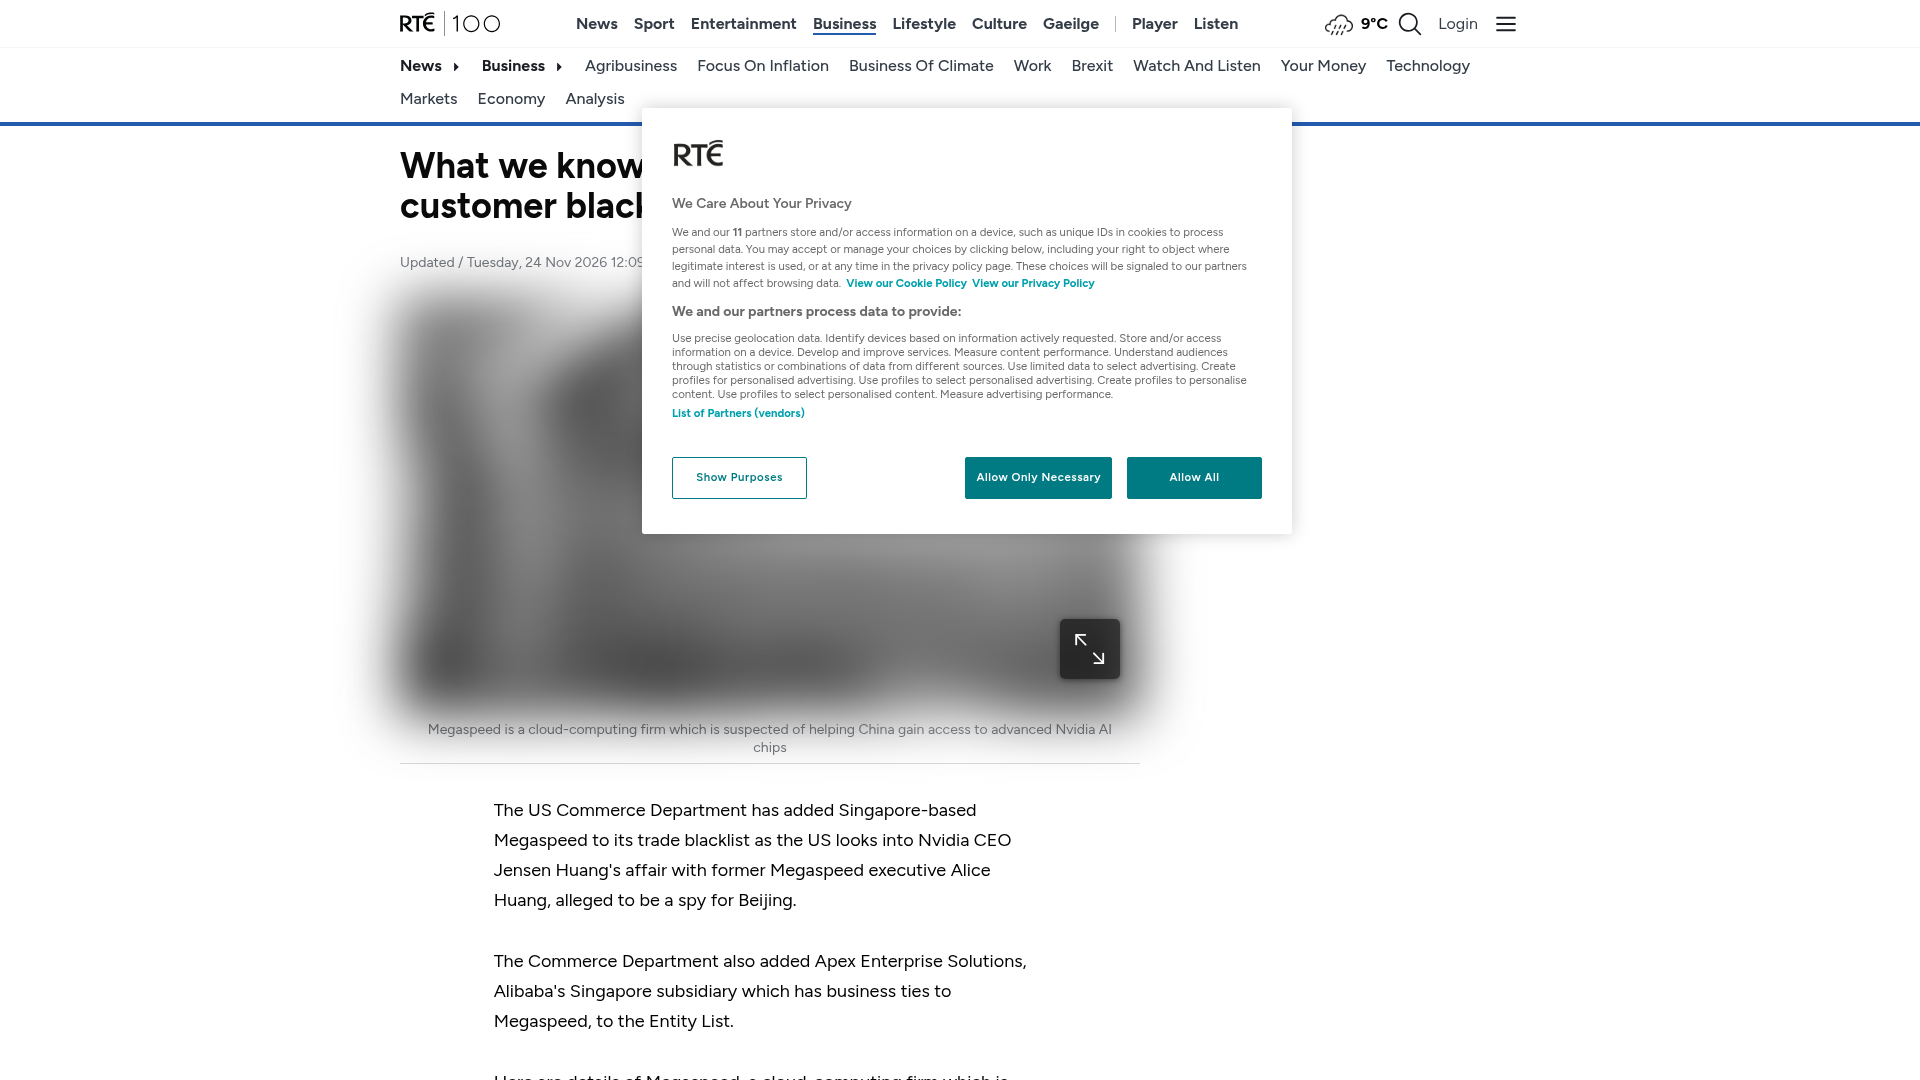 RTÉ 100
News Sport Entertainment Business Lifestyle Culture Gaeilge Player Listen
9°C Login
News Business Agribusiness Focus On Inflation Business Of Climate Work Brexit Watch And Listen Your Money Technology
Markets Economy Analysis
What we know
customer black
Updated / Tuesday, 24 Nov 2026 12:09
RTÉ
We Care About Your Privacy
We and our 11 partners store and/or access information on a device, such as unique IDs in cookies to process
personal data. You may accept or manage your choices by clicking below, including your right to object where
legitimate interest is used, or at any time in the privacy policy page. These choices will be signaled to our partners
and will not affect browsing data. View our Cookie Policy View our Privacy Policy
We and our partners process data to provide:
Use precise geolocation data. Identify devices based on information actively requested. Store and/or access
information on a device. Develop and improve services. Measure content performance. Understand audiences
through statistics or combinations of data from different sources. Use limited data to select advertising. Create
profiles for personalised advertising. Use profiles to select personalised advertising. Create profiles to personalise
content. Use profiles to select personalised content. Measure advertising performance.
List of Partners (vendors)
Show Purposes Allow Only Necessary Allow All
Megaspeed is a cloud-computing firm which is suspected of helping China gain access to advanced Nvidia AI
chips
The US Commerce Department has added Singapore-based
Megaspeed to its trade blacklist as the US looks into Nvidia CEO
Jensen Huang's affair with former Megaspeed executive Alice
Huang, alleged to be a spy for Beijing.
The Commerce Department also added Apex Enterprise Solutions,
Alibaba's Singapore subsidiary which has business ties to
Megaspeed, to the Entity List.
Here are details of Megaspeed, a cloud-computing firm which is